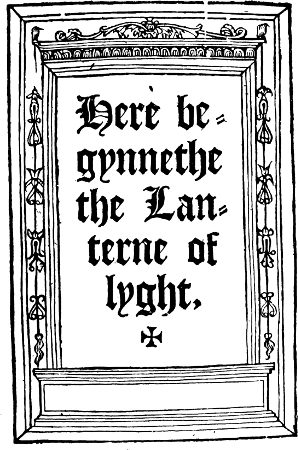 Here be=
gynnethe
the Lan=
terne of
lyght.
✠